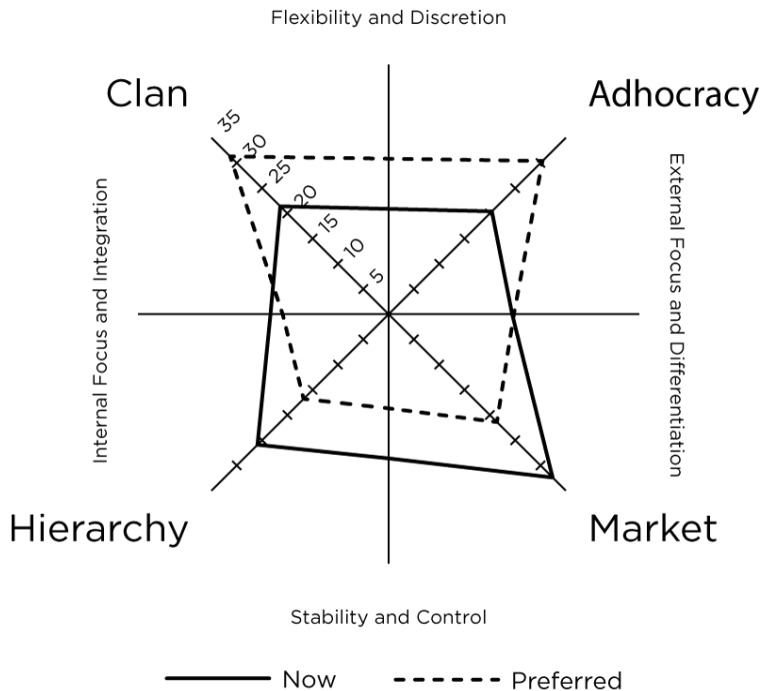 Flexibility and Discretion
Clan
Adhocracy
35
30
25
20
15
10
5
Internal Focus and Integration
External Focus and Differentiation
Hierarchy
Market
Stability and Control
Now
Preferred